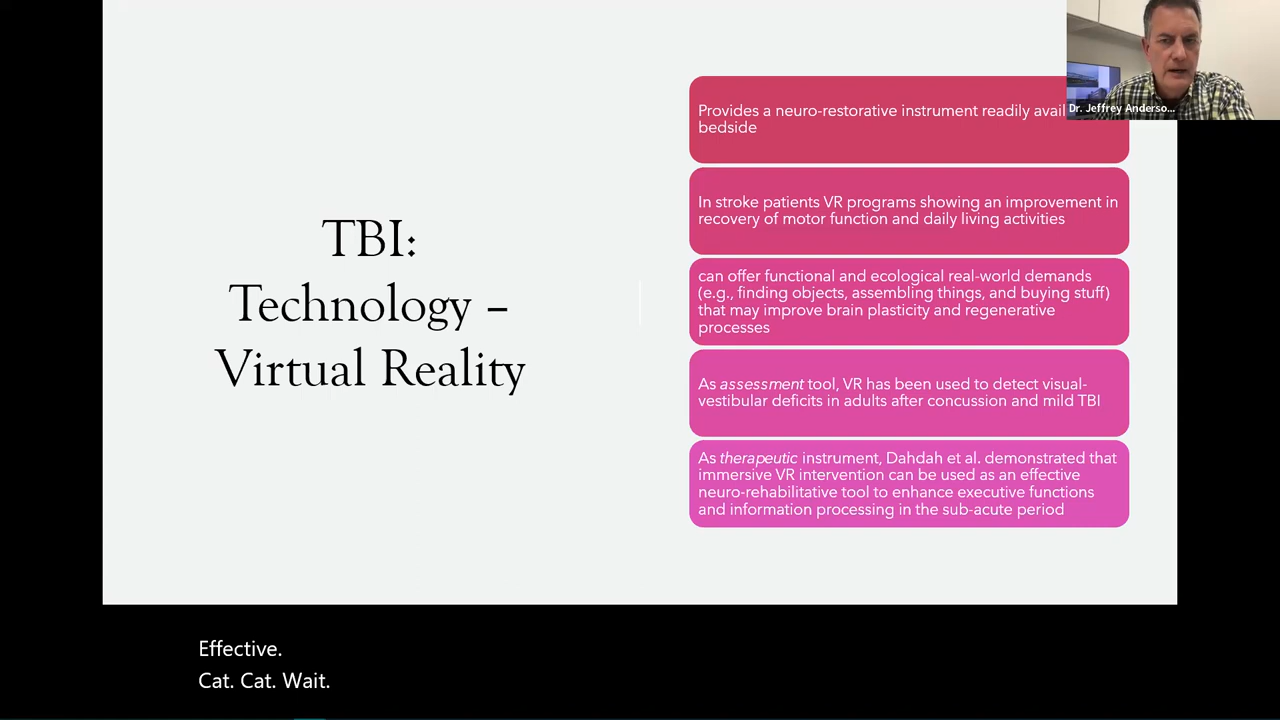 TBI:
Technology –
Virtual Reality
Provides a neuro-restorative instrument readily
bedside
In stroke patients VR programs showing an improvement in
recovery of motor function and daily living activities
can offer functional and ecological real-world demands
(e.g., finding objects, assembling things, and buying stuff)
that may improve brain plasticity and regenerative
processes
As assessment tool, VR has been used to detect visual-
vestibular deficits in adults after concussion and mild TBI
As therapeutic instrument, Dahdah et al. demonstrated that
immersive VR intervention can be used as an effective
neuro-rehabilitative tool to enhance executive functions
and information processing in the sub-acute period
Dr. Jeffrey Anderso...
Effective.
Cat. Cat. Wait.